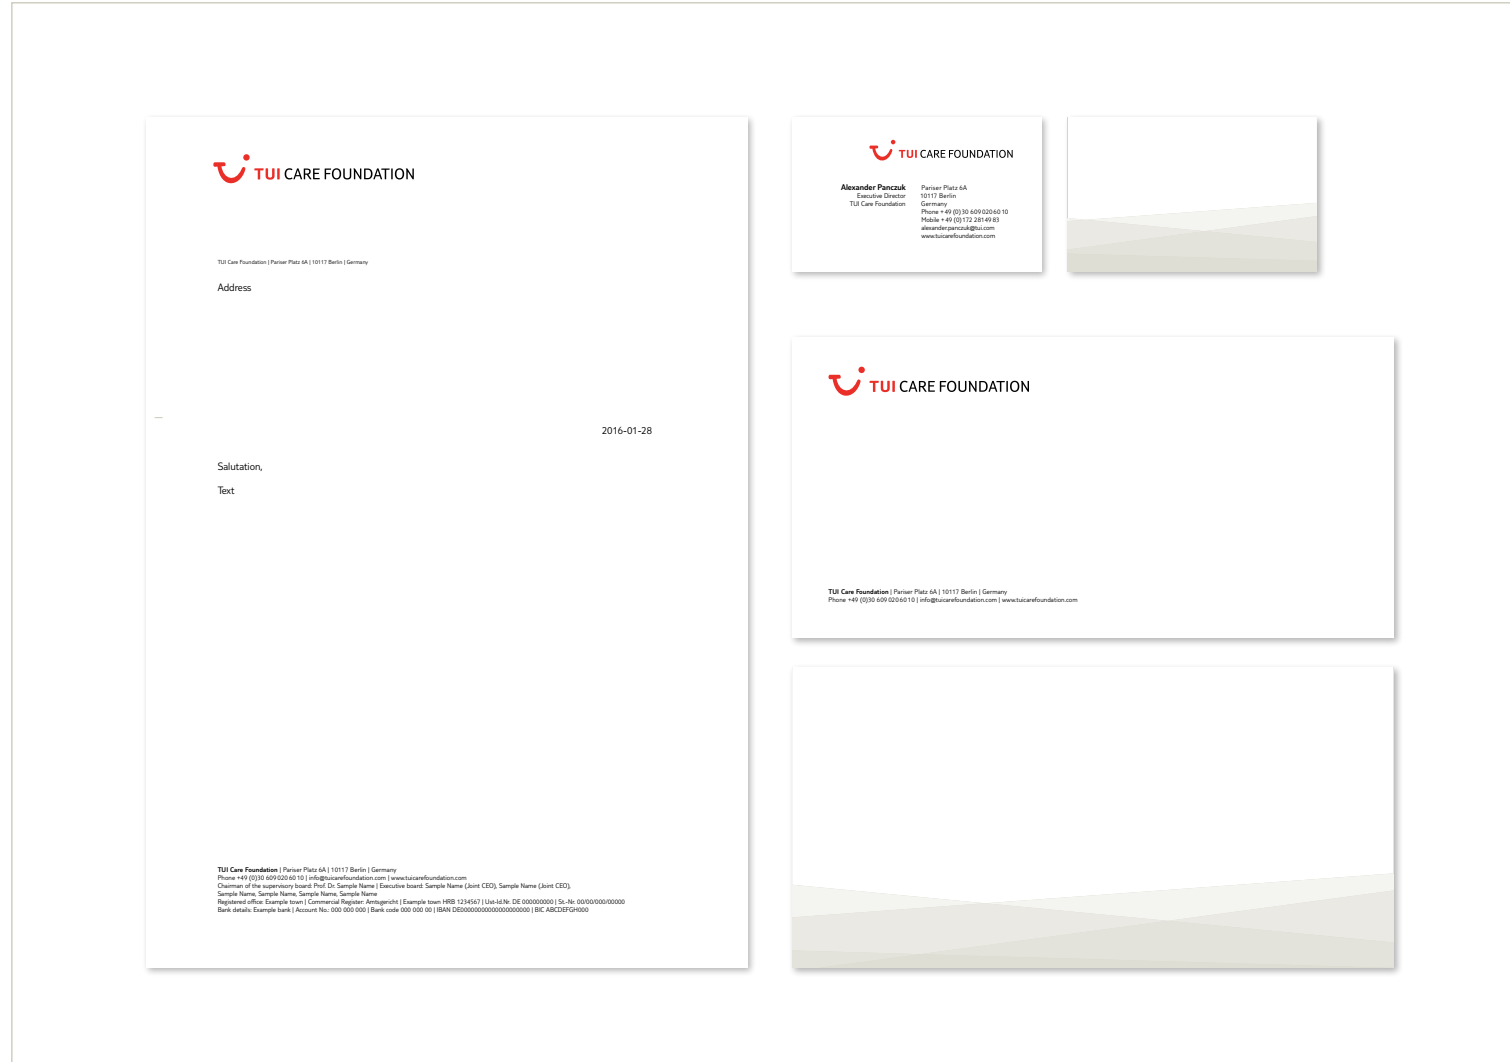 TUI CARE FOUNDATION
TUI Care Foundation | Pariser Platz 6A | 10117 Berlin | Germany
Address
2016-01-28
Salutation,
Text
TUI Care Foundation | Pariser Platz 6A | 10117 Berlin | Germany
Phone +49 (0)30 609 020 60 10 | info@tuicarefoundation.com | www.tuicarefoundation.com
Chairman of the supervisory board: Prof. Dr. Sample Name | Executive board: Sample Name (Joint CEO), Sample Name (Joint CEO),
Sample Name, Sample Name, Sample Name, Sample Name
Registered office: Example town | Commercial Register: Amtsgericht | Example town HRB 1234567 | Ust-Id.Nr. DE 000000000 | St.-Nr. 00/00/000/00000
Bank details: Example bank | Account No.: 000 000 000 | Bank code 000 000 00 | IBAN DE00000000000000000000 | BIC ABCDEFGH000
TUI CARE FOUNDATION
Alexander Panczuk
Executive Director
TUI Care Foundation
Pariser Platz 6A
10117 Berlin
Germany
Phone +49 (0)30 609 020 60 10
Mobile +49 (0)172 281 49 83
alexander.panczuk@tui.com
www.tuicarefoundation.com
TUI CARE FOUNDATION
TUI Care Foundation | Pariser Platz 6A | 10117 Berlin | Germany
Phone +49 (0)30 609 020 60 10 | info@tuicarefoundation.com | www.tuicarefoundation.com